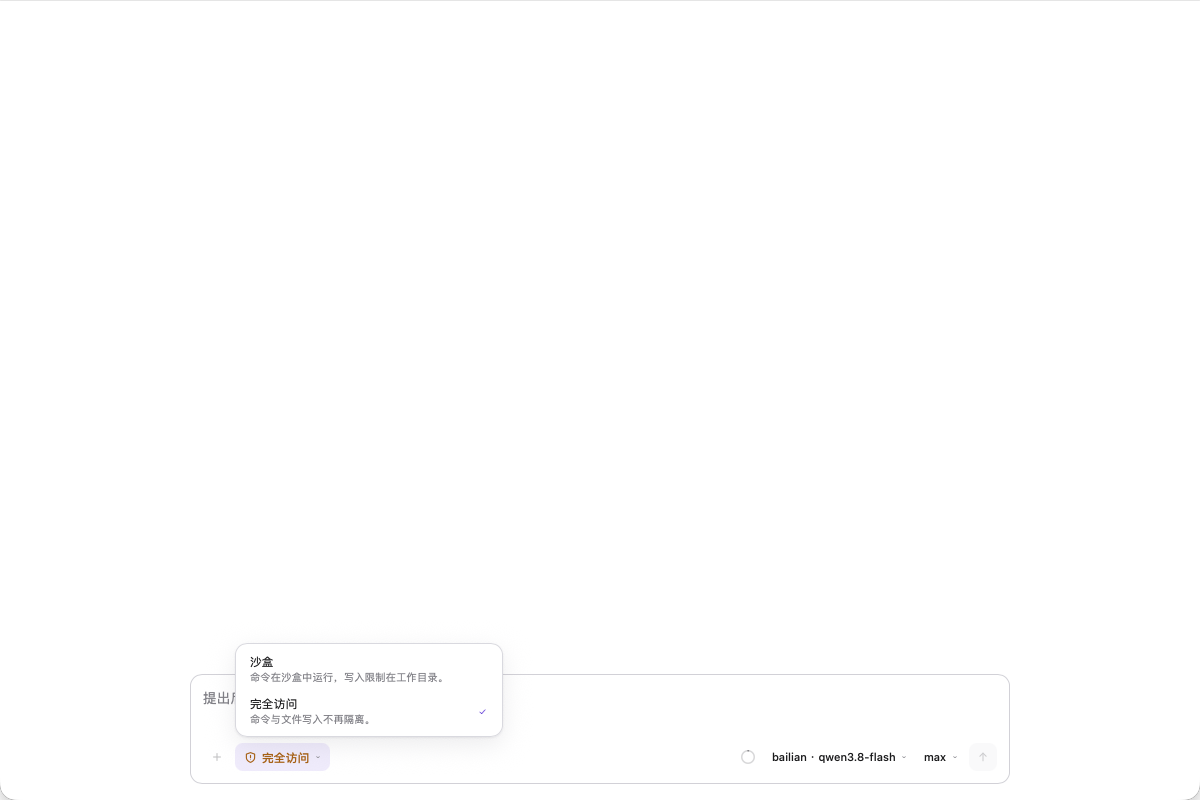 沙盒
命令在沙盒中运行，写入限制在工作目录。
完全访问
命令与文件写入不再隔离。
提出
完全访问
bailian · qwen3.8-flash
max